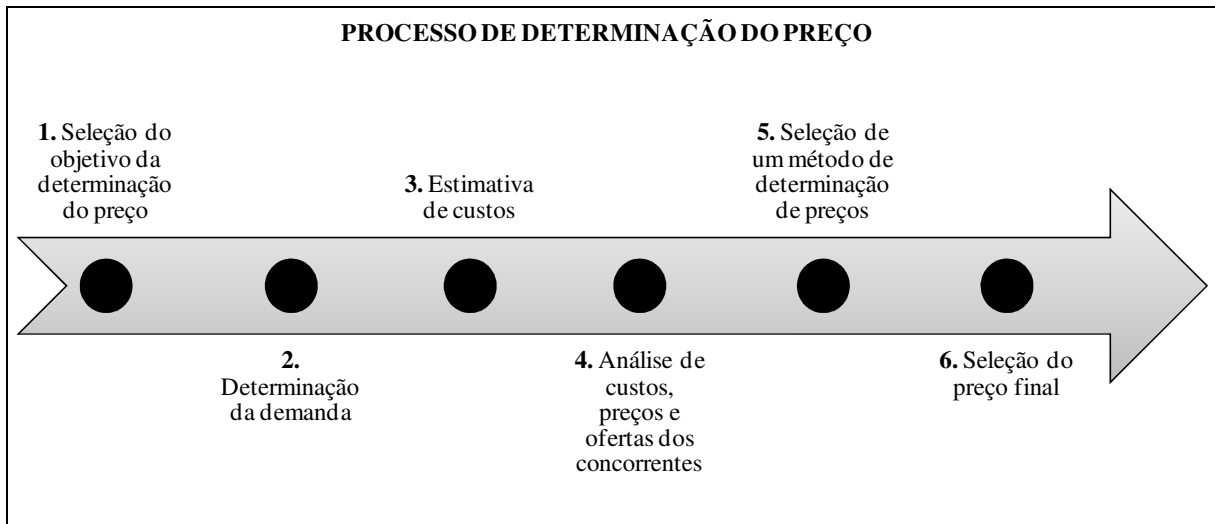 PROCESSO DE DETERMINAÇÃO DO PREÇO
1. Seleção do
objetivo da
determinação
do preço
2.
Determinação
da demanda
3. Estimativa
de custos
4. Análise de
custos,
preços e
ofertas dos
concorrentes
5. Seleção de
um método de
determinação
de preços
6. Seleção do
preço final